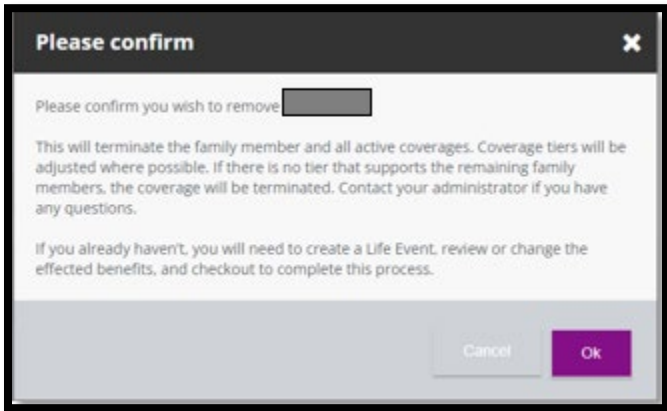 Please confirm
Please confirm you wish to remove
This will terminate the family member and all active coverages. Coverage tiers will be
adjusted where possible. If there is no tier that supports the remaining family
members, the coverage will be terminated. Contact your administrator if you have
any questions.
If you already haven't, you will need to create a Life Event, review or change the
effected benefits, and checkout to complete this process.
Cancel
Ok